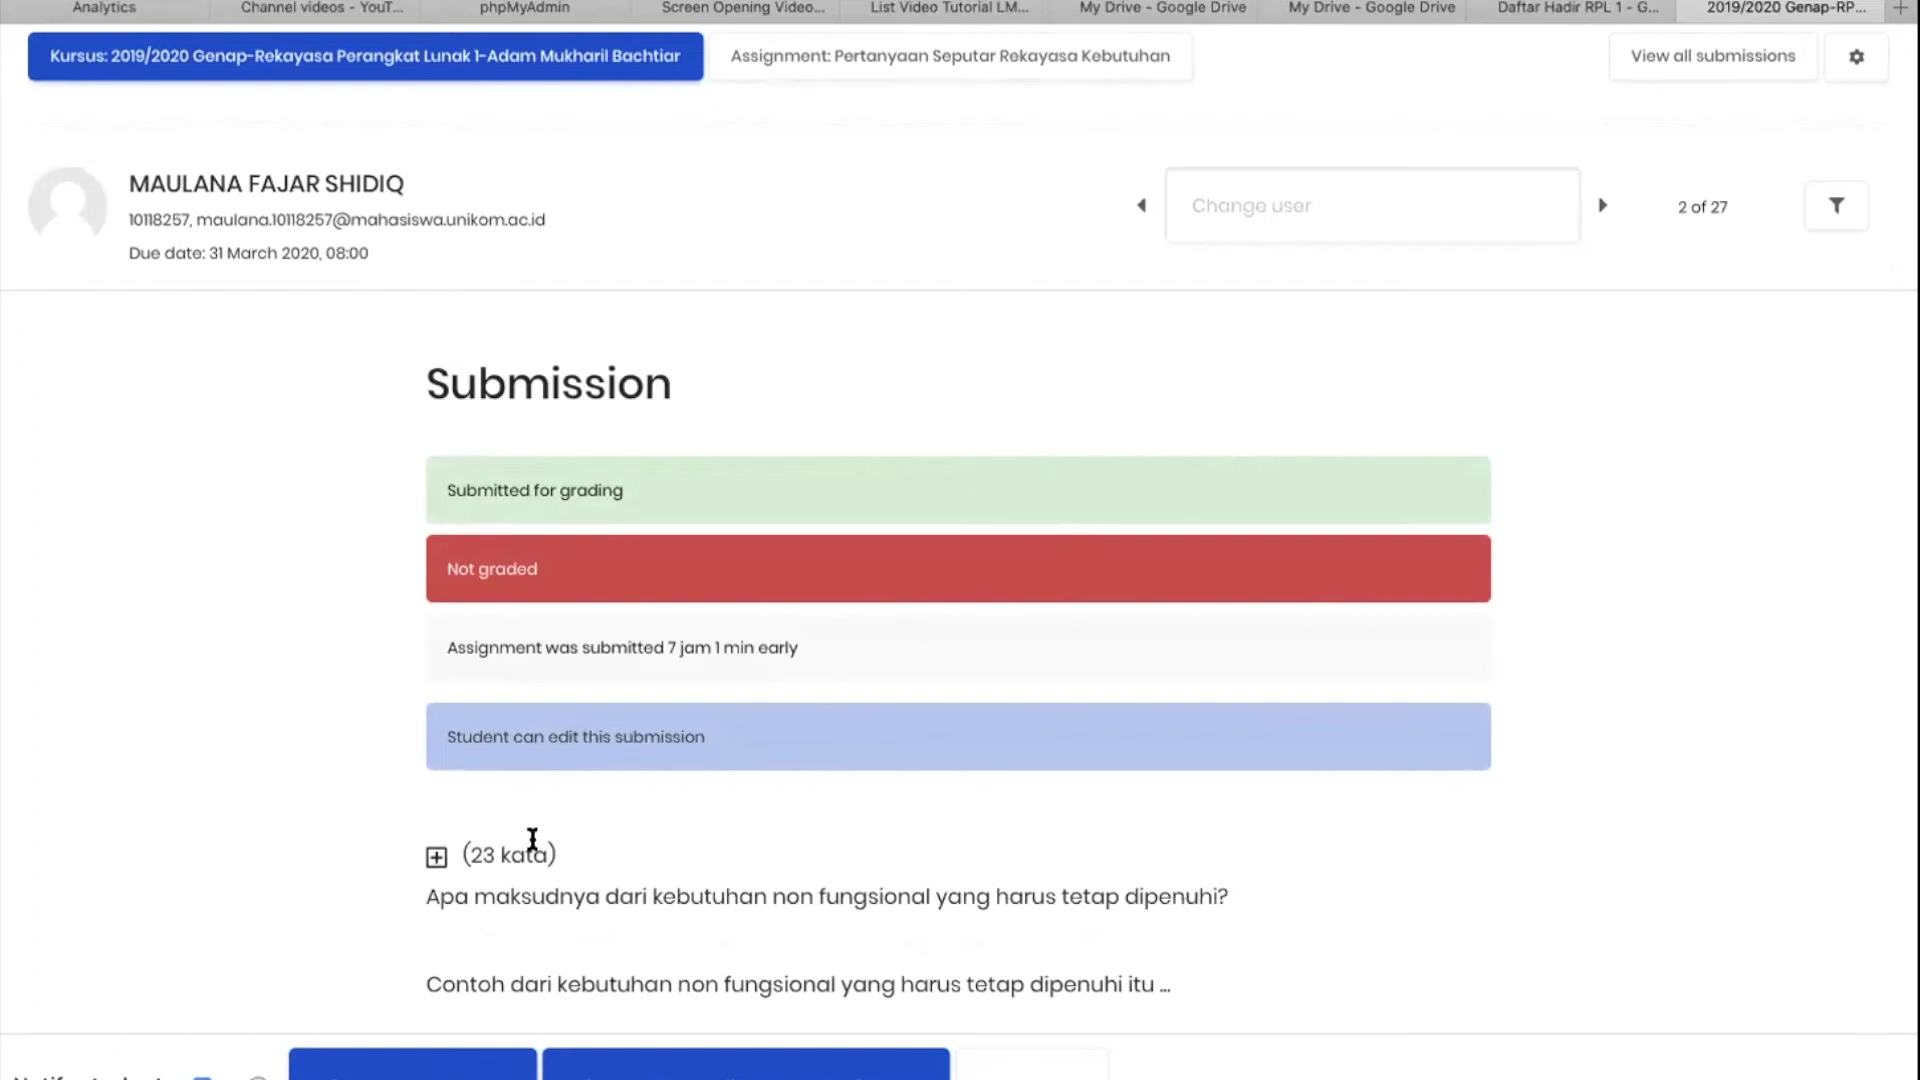 Analytics
Channel videos - YouT...
phpMyAdmin
Screen Opening Video...
List Video Tutorial LM...
My Drive - Google Drive
My Drive - Google Drive
Daftar Hadir RPL 1 - G...
2019/2020 Genap-RP...
Kursus: 2019/2020 Genap-Rekayasa Perangkat Lunak 1-Adam Mukharil Bachtiar
Assignment: Pertanyaan Seputar Rekayasa Kebutuhan
View all submissions
MAULANA FAJAR SHIDIQ
10118257, maulana.10118257@mahasiswa.unikom.ac.id
Due date: 31 March 2020, 08:00
Change user
2 of 27
Submission
Submitted for grading
Not graded
Assignment was submitted 7 jam 1 min early
Student can edit this submission
(23 kata)
Apa maksudnya dari kebutuhan non fungsional yang harus tetap dipenuhi?
Contoh dari kebutuhan non fungsional yang harus tetap dipenuhi itu ...